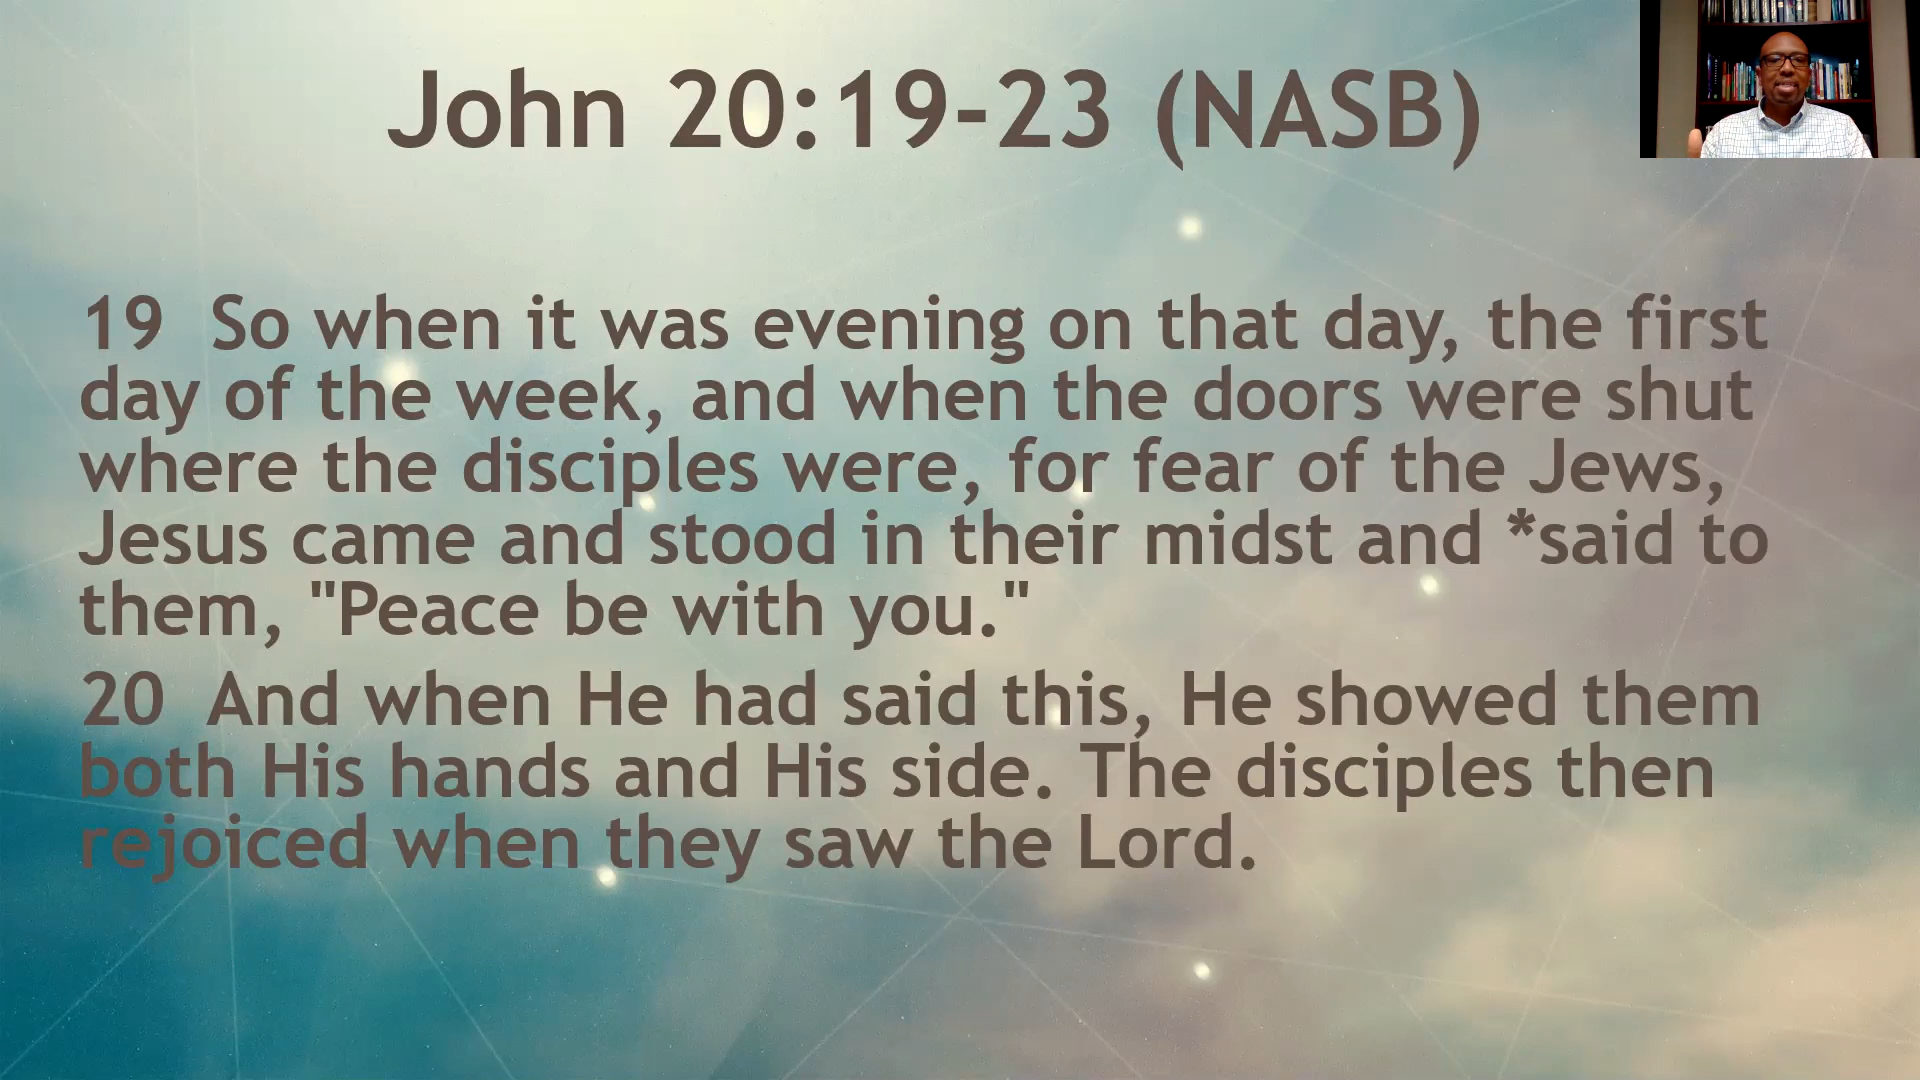 John 20:19-23 (NASB)
19 So when it was evening on that day, the first
day of the week, and when the doors were shut
where the disciples were, for fear of the Jews,
Jesus came and stood in their midst and *said to
them, "Peace be with you."
20 And when He had said this, He showed them
both His hands and His side. The disciples then
rejoiced when they saw the Lord.